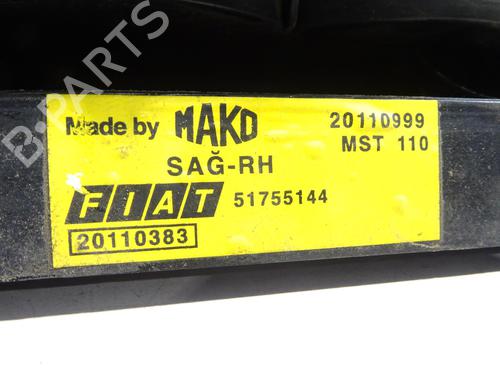 B-PARTS
Made by MAKO 20110999
MST 110
SAĞ-RH
FIAT 51755144
20110383